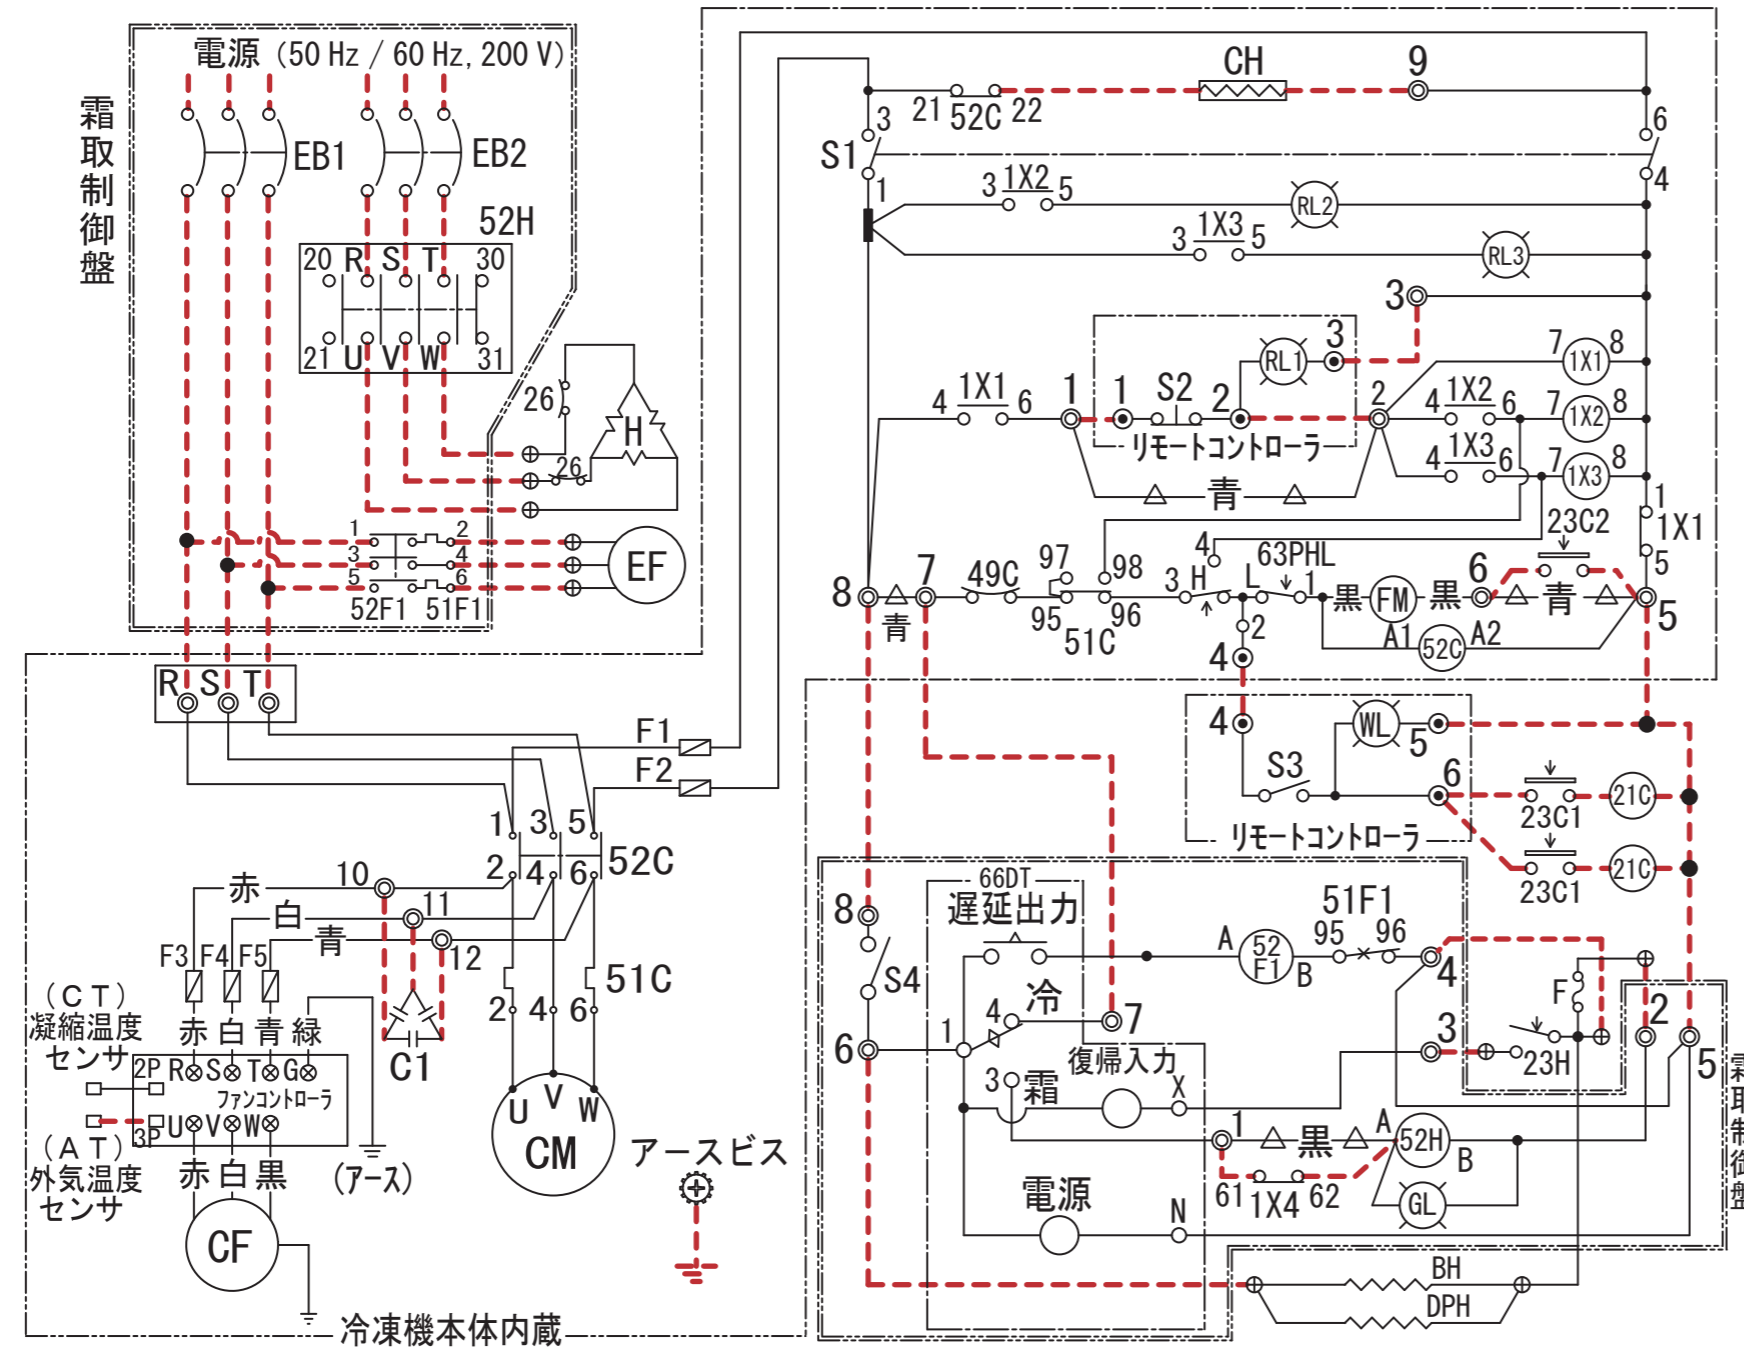 電源 (50 Hz / 60 Hz, 200 V)
霜取制御盤
EB1
EB2
52H
20 R S T 30
21 U V W 31
26
26
H
1 2
3 4
5 6
52F1 51F1
EF
R S T
F1
F2
1 3 5
2 4 6
52C
赤 10
白 11
青 12
F3 F4 F5
51C
2 4 6
C1
(CT)
凝縮温度
センサ
赤 白 青 緑
2P R S T G
ファンコントローラ
3P U V W
(AT)
外気温度
センサ
赤 白 黒
(アース)
CF
U V W
CM
アースビス
冷凍機本体内蔵
CH
9
21 52C 22
3
S1
1
6
4
3 1X2 5
RL2
3 1X3 5
RL3
3
RL1
3
7 1X1 8
4 1X1 6
1
1
S2
2
2
4 1X2 6
7 1X2 8
リモートコントローラ
4 1X3 6
7 1X3 8
青
1
1X1
5
23C2
8
青
7
49C
97 98
95 96
51C
4
3 H
L
63PHL
1
2
黒 FM 黒
6
青
5
A1 52C A2
4
4
WL
5
S3
6
リモートコントローラ
23C1
21C
23C1
21C
8
S4
6
66DT
遅延出力
冷
4
1
7
復帰入力
3
霜
X
電源
N
A 52F1 B
51F1
95 96
4
F
2
3
23H
5
1
黒
A 52H B
61 1X4 62
GL
霜取制御盤
BH
DPH